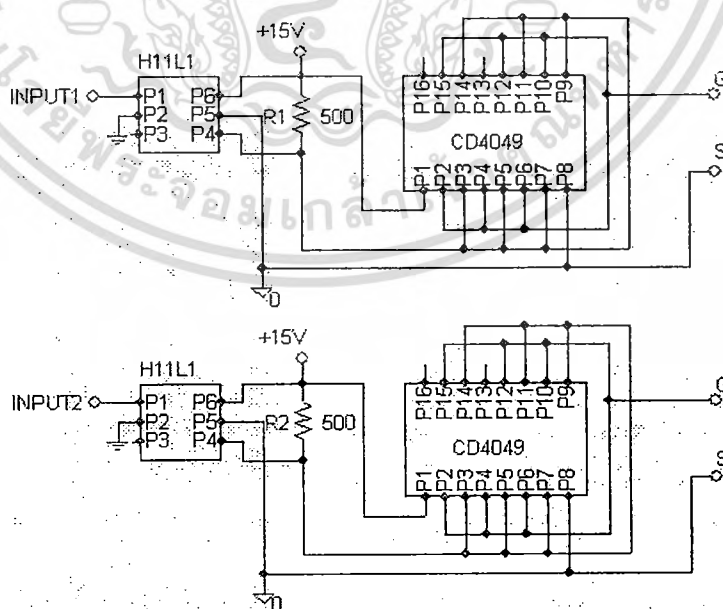 +15V
H11L1
INPUT1
P1
P2
P3
P6
P5
P4
R1
500
P16
P15
P14
P13
P12
P11
P10
P9
CD4049
P1
P2
P3
P4
P5
P6
P7
P8
G
S
0
+15V
H11L1
INPUT2
P1
P2
P3
P6
P5
P4
R2
500
P16
P15
P14
P13
P12
P11
P10
P9
CD4049
P1
P2
P3
P4
P5
P6
P7
P8
S
0